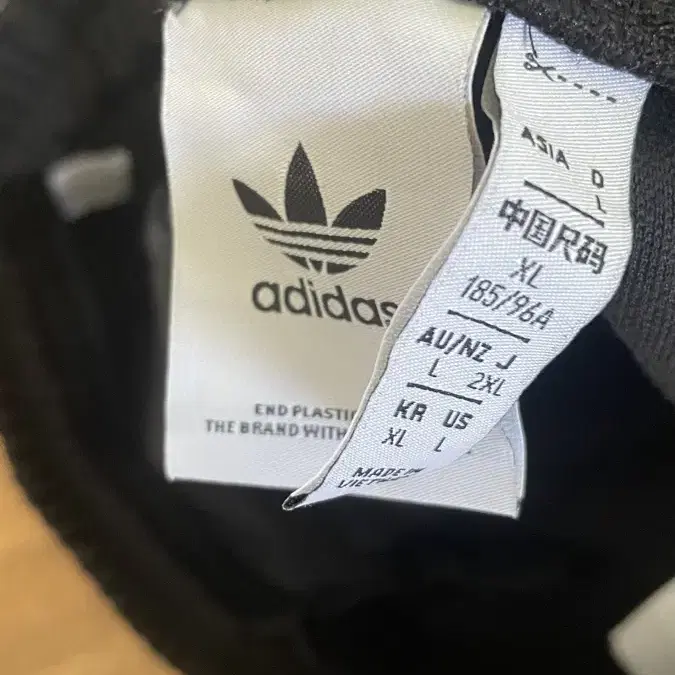 adidas
END PLASTIC
THE BRAND WITH
ASIA D
L
中国尺码
XL
185/96A
AU/NZ J
L 2XL
KR US
XL L
MADE